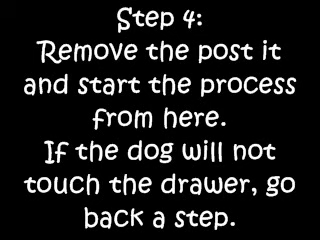 Step 4:
Remove the post it
and start the process
from here.
If the dog will not
touch the drawer, go
back a step.